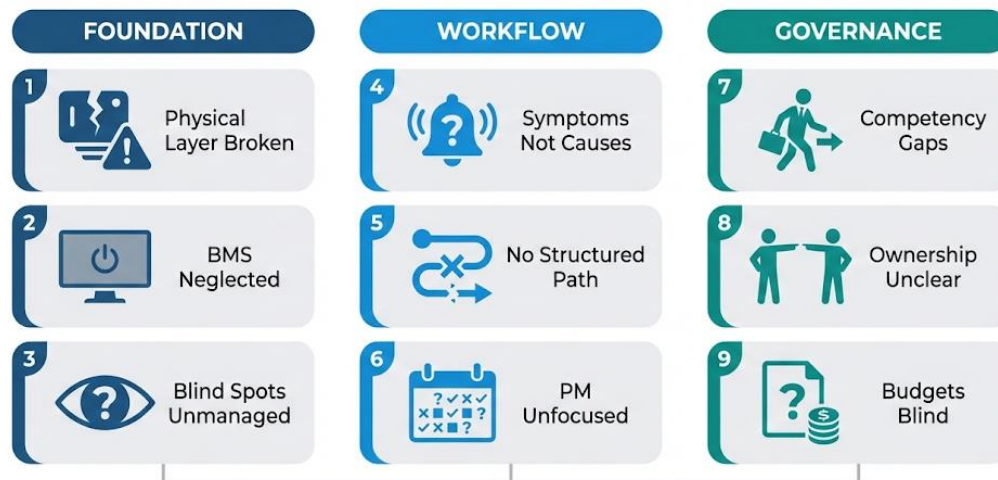 FOUNDATION
1
Physical
Layer Broken
2
BMS
Neglected
3
Blind Spots
Unmanaged
WORKFLOW
4
Symptoms
Not Causes
5
No Structured
Path
6
PM
Unfocused
GOVERNANCE
7
Competency
Gaps
8
Ownership
Unclear
9
Budgets
Blind